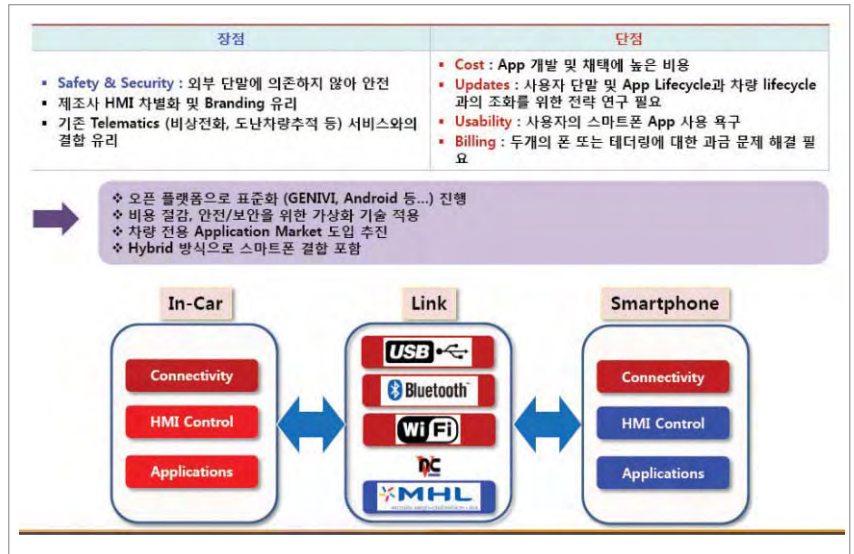 장점
단점
▪ Safety & Security : 외부 단말에 의존하지 않아 안전
▪ 제조사 HMI 차별화 및 Branding 유리
▪ 기존 Telematics (비상전화, 도난차량추적 등) 서비스와의
결합 유리
▪ Cost : App 개발 및 채택에 높은 비용
▪ Updates : 사용자 단말 및 App Lifecycle과 차량 lifecycle
과의 조화를 위한 전략 연구 필요
▪ Usability : 사용자의 스마트폰 App 사용 욕구
▪ Billing : 두개의 폰 또는 테더링에 대한 과금 문제 해결 필
요
❖ 오픈 플랫폼으로 표준화 (GENIVI, Android 등...) 진행
❖ 비용 절감, 안전/보안을 위한 가상화 기술 적용
❖ 차량 전용 Application Market 도입 추진
❖ Hybrid 방식으로 스마트폰 결합 포함
In-Car
Connectivity
HMI Control
Applications
Link
USB
Bluetooth
Wi Fi
MHL
Smartphone
Connectivity
HMI Control
Applications